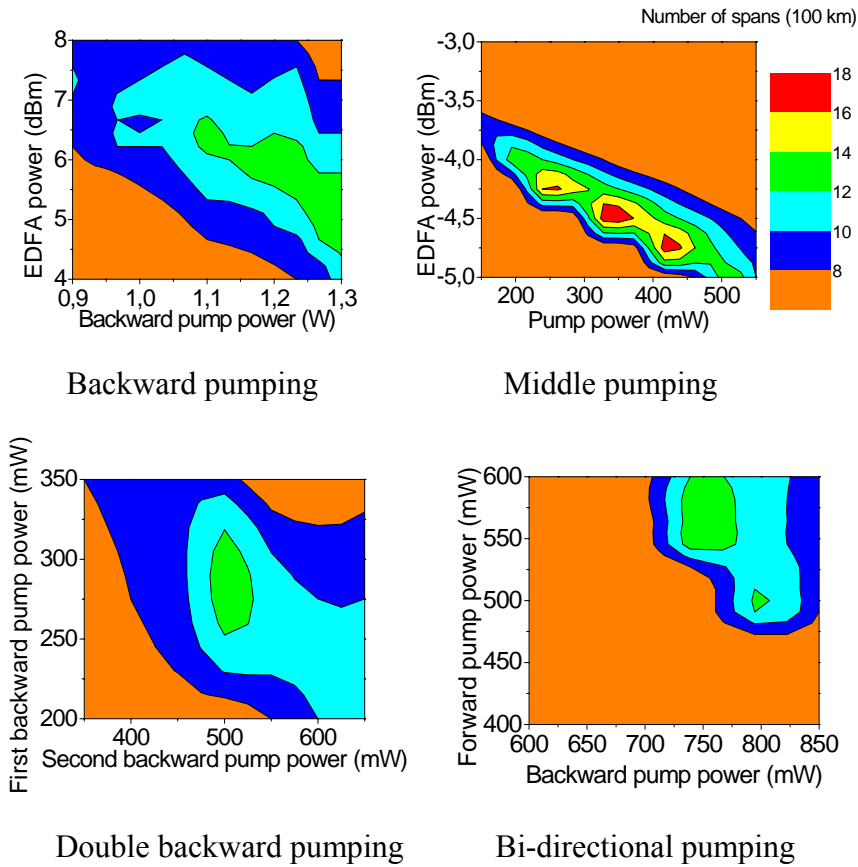 Number of spans (100 km)
8
7
6
5
4
EDFA power (dBm)
0,9 1,0 1,1 1,2 1,3
Backward pump power (W)
Backward pumping
-3,0
-3,5
-4,0
-4,5
-5,0
EDFA power (dBm)
200 300 400 500
Pump power (mW)
Middle pumping
18
16
14
12
10
8
350
300
250
200
First backward pump power (mW)
400 500 600
Second backward pump power (mW)
Double backward pumping
600
550
500
450
400
Forward pump power (mW)
600 650 700 750 800 850
Backward pump power (mW)
Bi-directional pumping